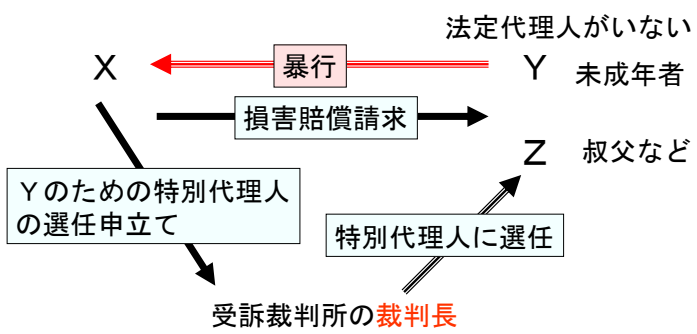 法定代理人がいない
X
暴行
Y
未成年者
損害賠償請求
Z
叔父など
Yのための特別代理人
の選任申立て
特別代理人に選任
受訴裁判所の裁判長